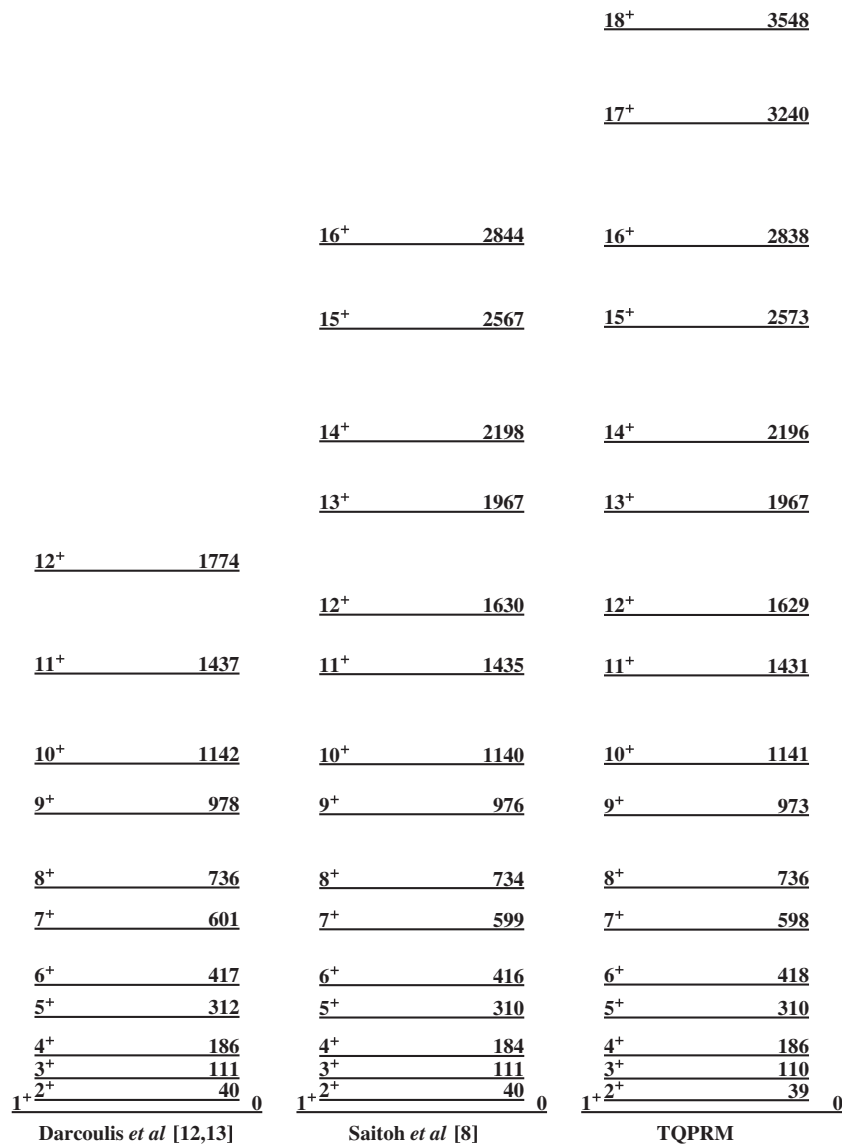 18+ 3548
17+ 3240
16+ 2844 16+ 2838
15+ 2567 15+ 2573
14+ 2198 14+ 2196
13+ 1967 13+ 1967
12+ 1774
12+ 1630 12+ 1629
11+ 1437 11+ 1435 11+ 1431
10+ 1142 10+ 1140 10+ 1141
9+ 978 9+ 976 9+ 973
8+ 736 8+ 734 8+ 736
7+ 601 7+ 599 7+ 598
6+ 417 6+ 416 6+ 418
5+ 312 5+ 310 5+ 310
4+ 186 4+ 184 4+ 186
3+ 111 3+ 111 3+ 110
2+ 40 2+ 40 2+ 39
1+ 0 1+ 0 1+ 0
Darcoulis et al [12,13] Saitoh et al [8] TQPRM